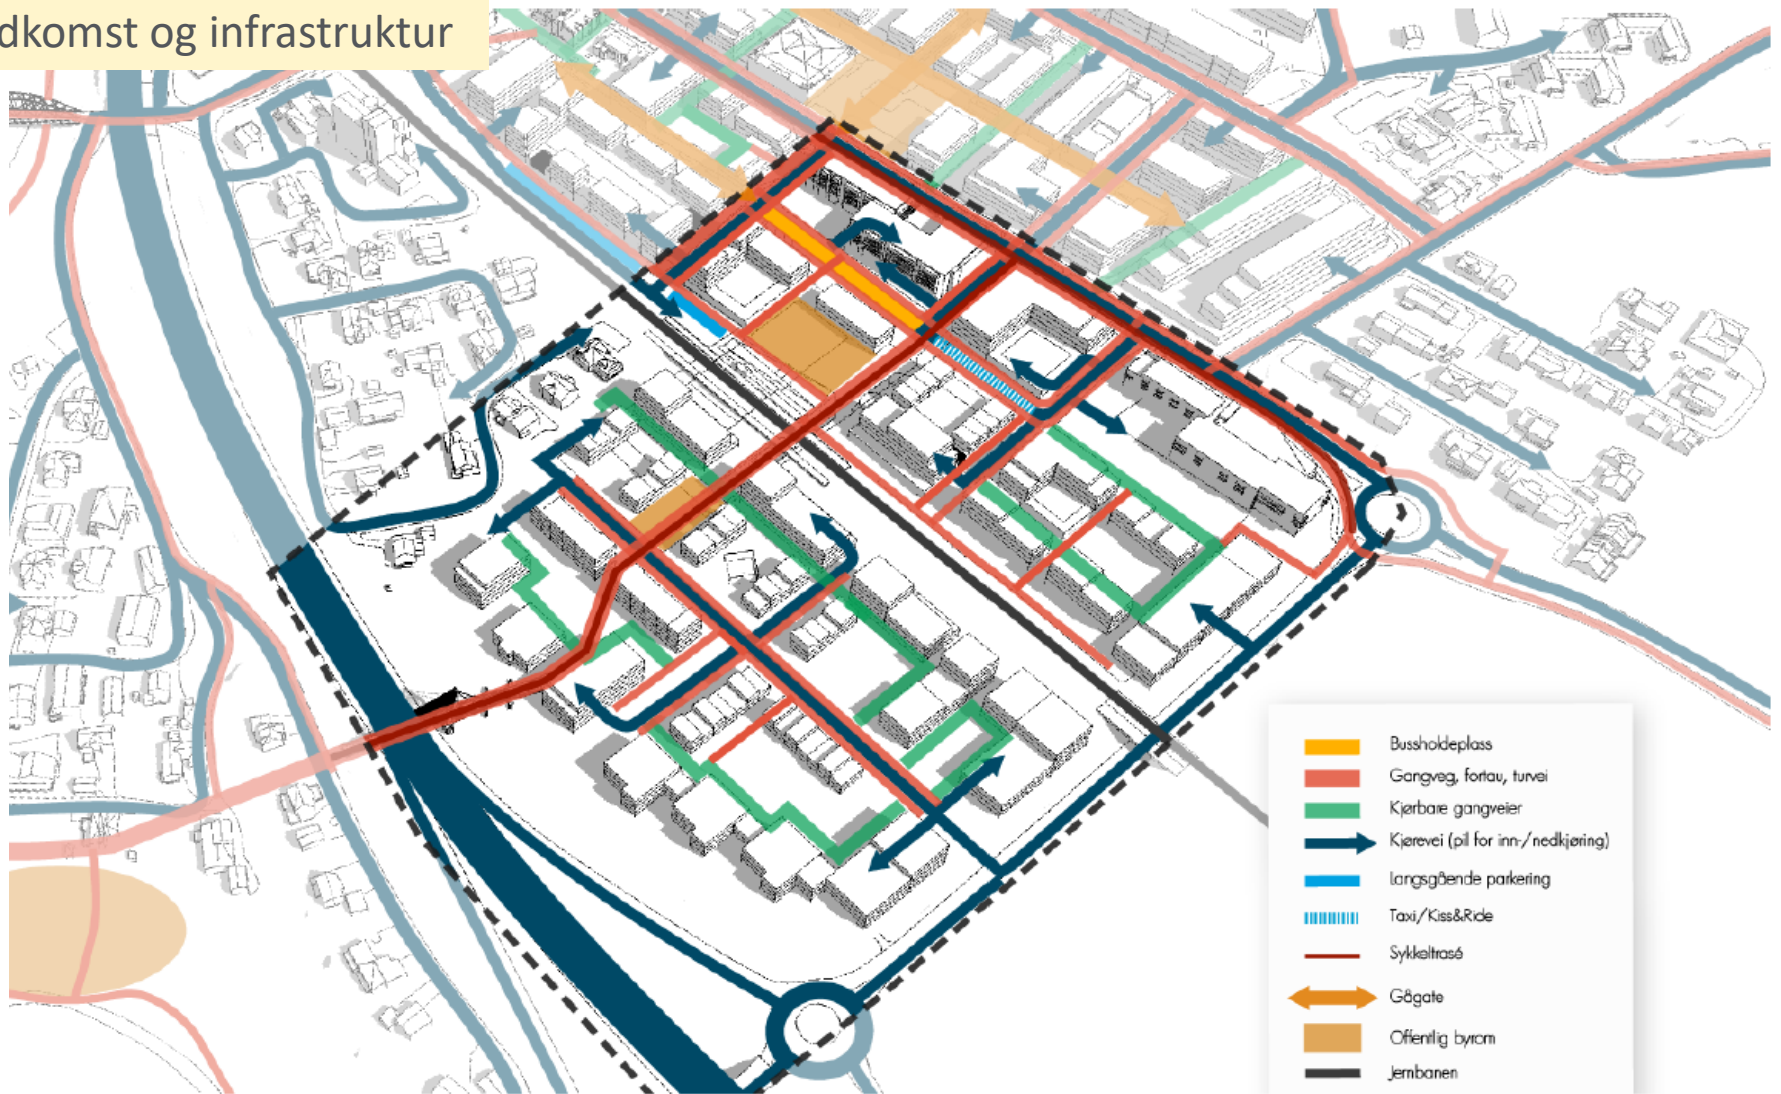 dkomst og infrastruktur
Bussholdeplass
Gangveg, fortau, turvei
Kjørbare gangveier
Kjørevei (pil for inn-/nedkjøring)
Langsgående parkering
Taxi/Kiss&Ride
Sykkeltrasé
Gågate
Offentlig byrom
Jernbanen